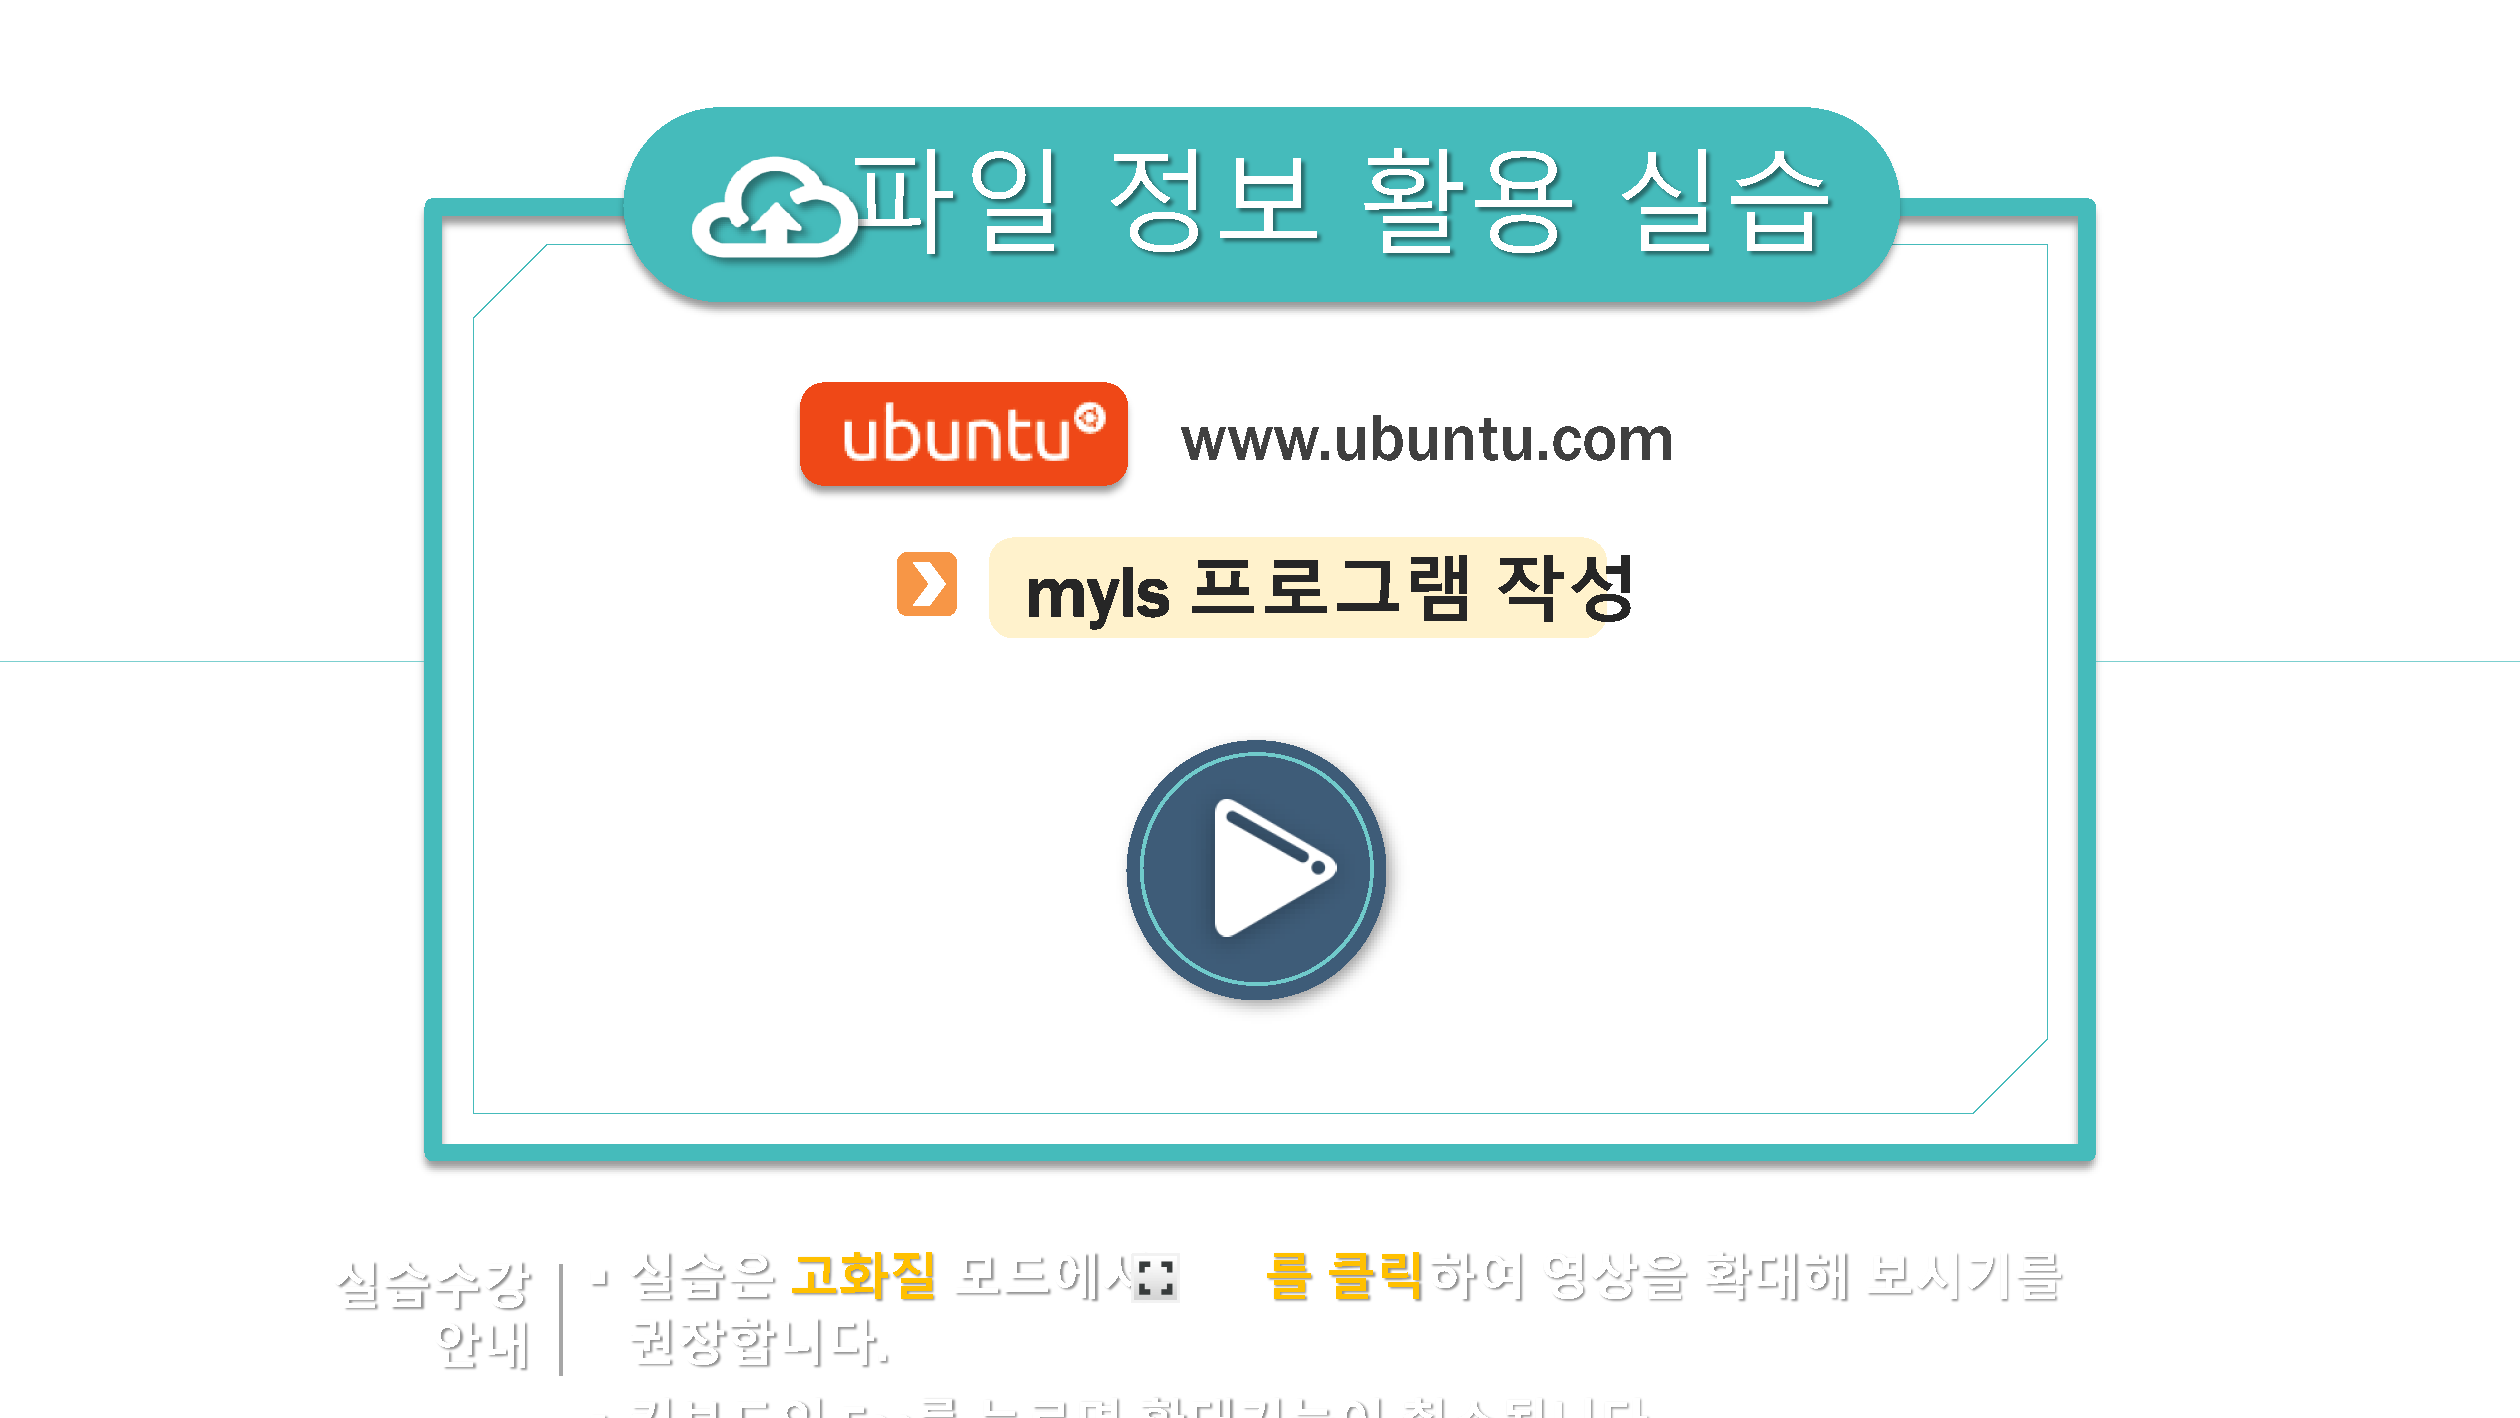 파일 정보 활용 실습
ubuntu
www.ubuntu.com
myls 프로그램 작성
실습수강
안내
실습은 고화질 모드에서 를 클릭하여 영상을 확대해 보시기를
권장합니다.